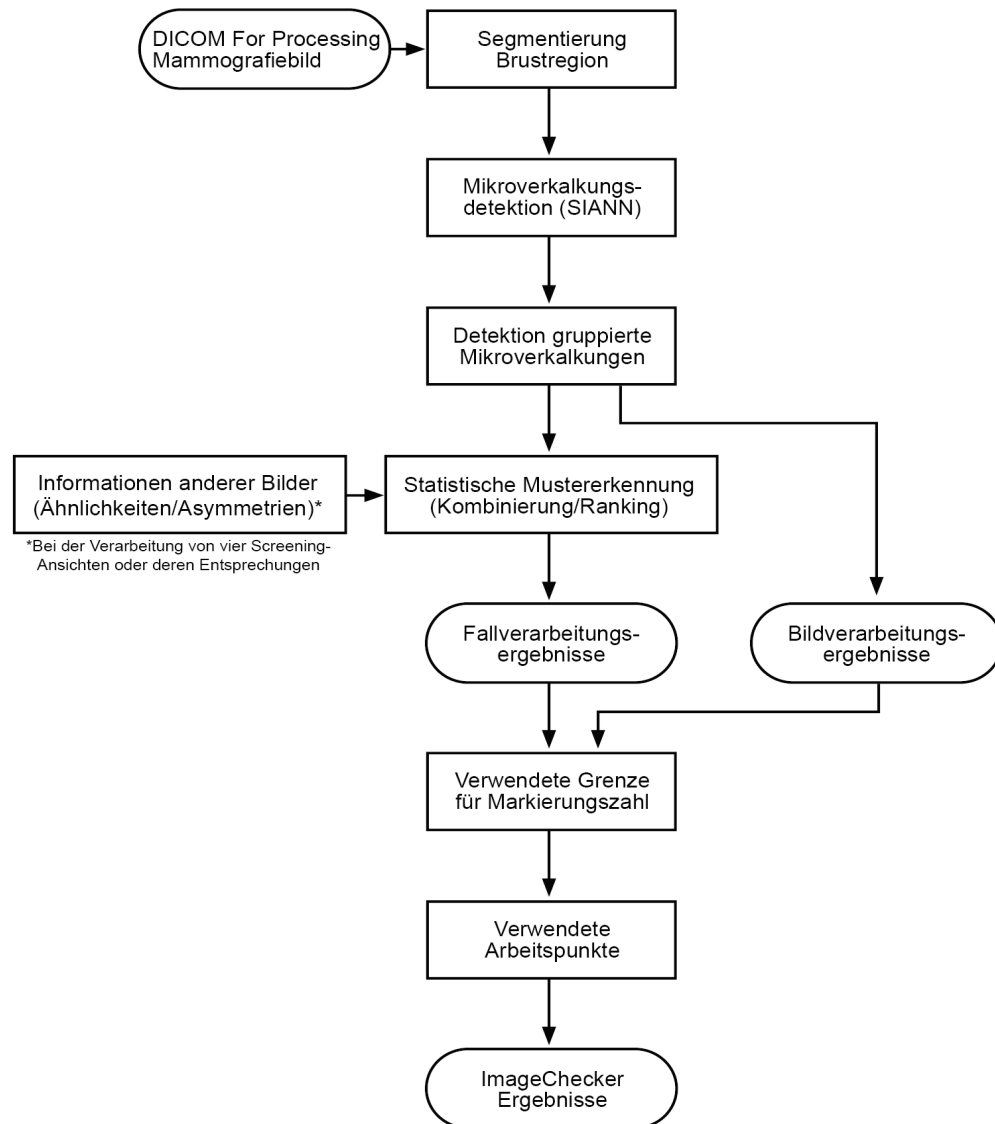 DICOM For Processing
Mammografiebild
Segmentierung
Brustregion
Mikroverkalkungs-
detektion (SIANN)
Detektion gruppierte
Mikroverkalkungen
Informationen anderer Bilder
(Ähnlichkeiten/Asymmetrien)*
*Bei der Verarbeitung von vier Screening-
Ansichten oder deren Entsprechungen
Statistische Mustererkennung
(Kombinierung/Ranking)
Fallverarbeitungs-
ergebnisse
Bildverarbeitungs-
ergebnisse
Verwendete Grenze
für Markierungszahl
Verwendete
Arbeitspunkte
ImageChecker
Ergebnisse